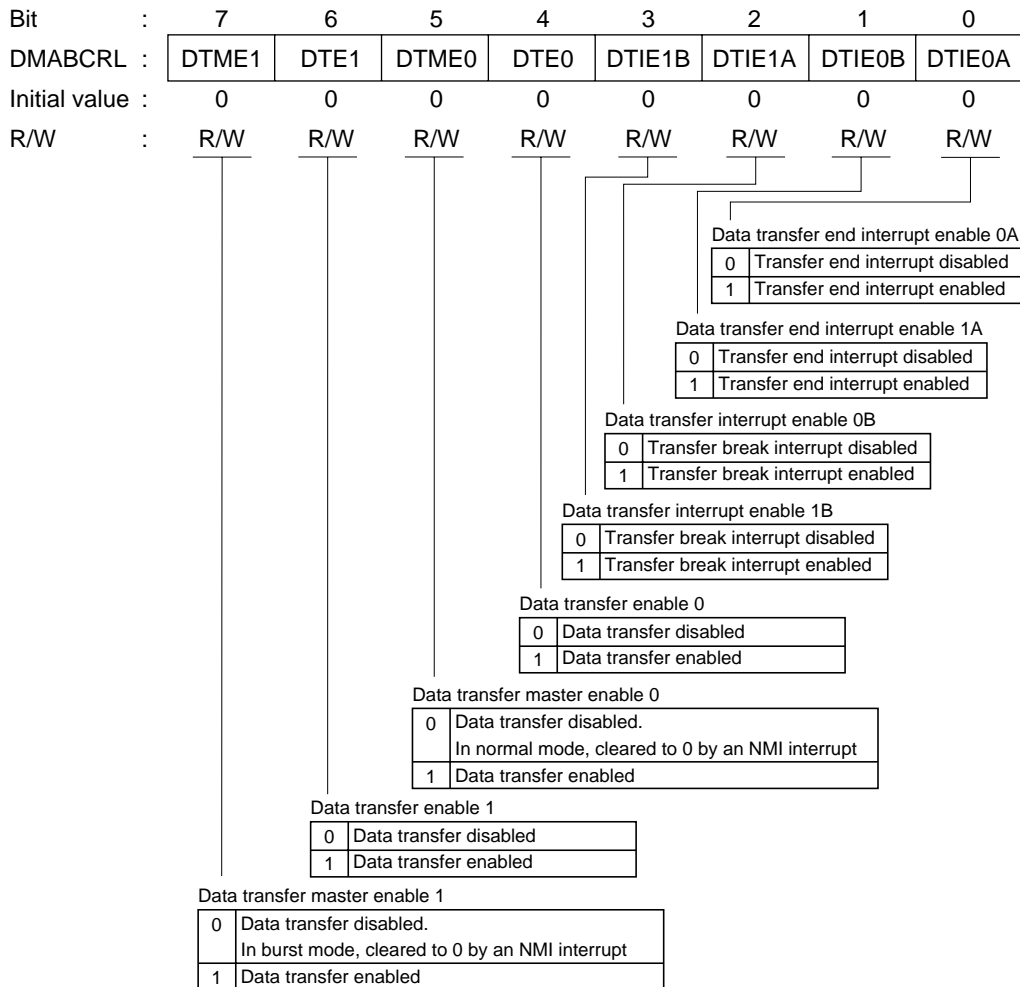 Bit : 7 6 5 4 3 2 1 0
DMABCRL : DTME1 DTE1 DTME0 DTE0 DTIE1B DTIE1A DTIE0B DTIE0A
Initial value : 0 0 0 0 0 0 0 0
R/W : R/W R/W R/W R/W R/W R/W R/W R/W
Data transfer end interrupt enable 0A
0 Transfer end interrupt disabled
1 Transfer end interrupt enabled
Data transfer end interrupt enable 1A
0 Transfer end interrupt disabled
1 Transfer end interrupt enabled
Data transfer interrupt enable 0B
0 Transfer break interrupt disabled
1 Transfer break interrupt enabled
Data transfer interrupt enable 1B
0 Transfer break interrupt disabled
1 Transfer break interrupt enabled
Data transfer enable 0
0 Data transfer disabled
1 Data transfer enabled
Data transfer master enable 0
0 Data transfer disabled.
In normal mode, cleared to 0 by an NMI interrupt
1 Data transfer enabled
Data transfer enable 1
0 Data transfer disabled
1 Data transfer enabled
Data transfer master enable 1
0 Data transfer disabled.
In burst mode, cleared to 0 by an NMI interrupt
1 Data transfer enabled